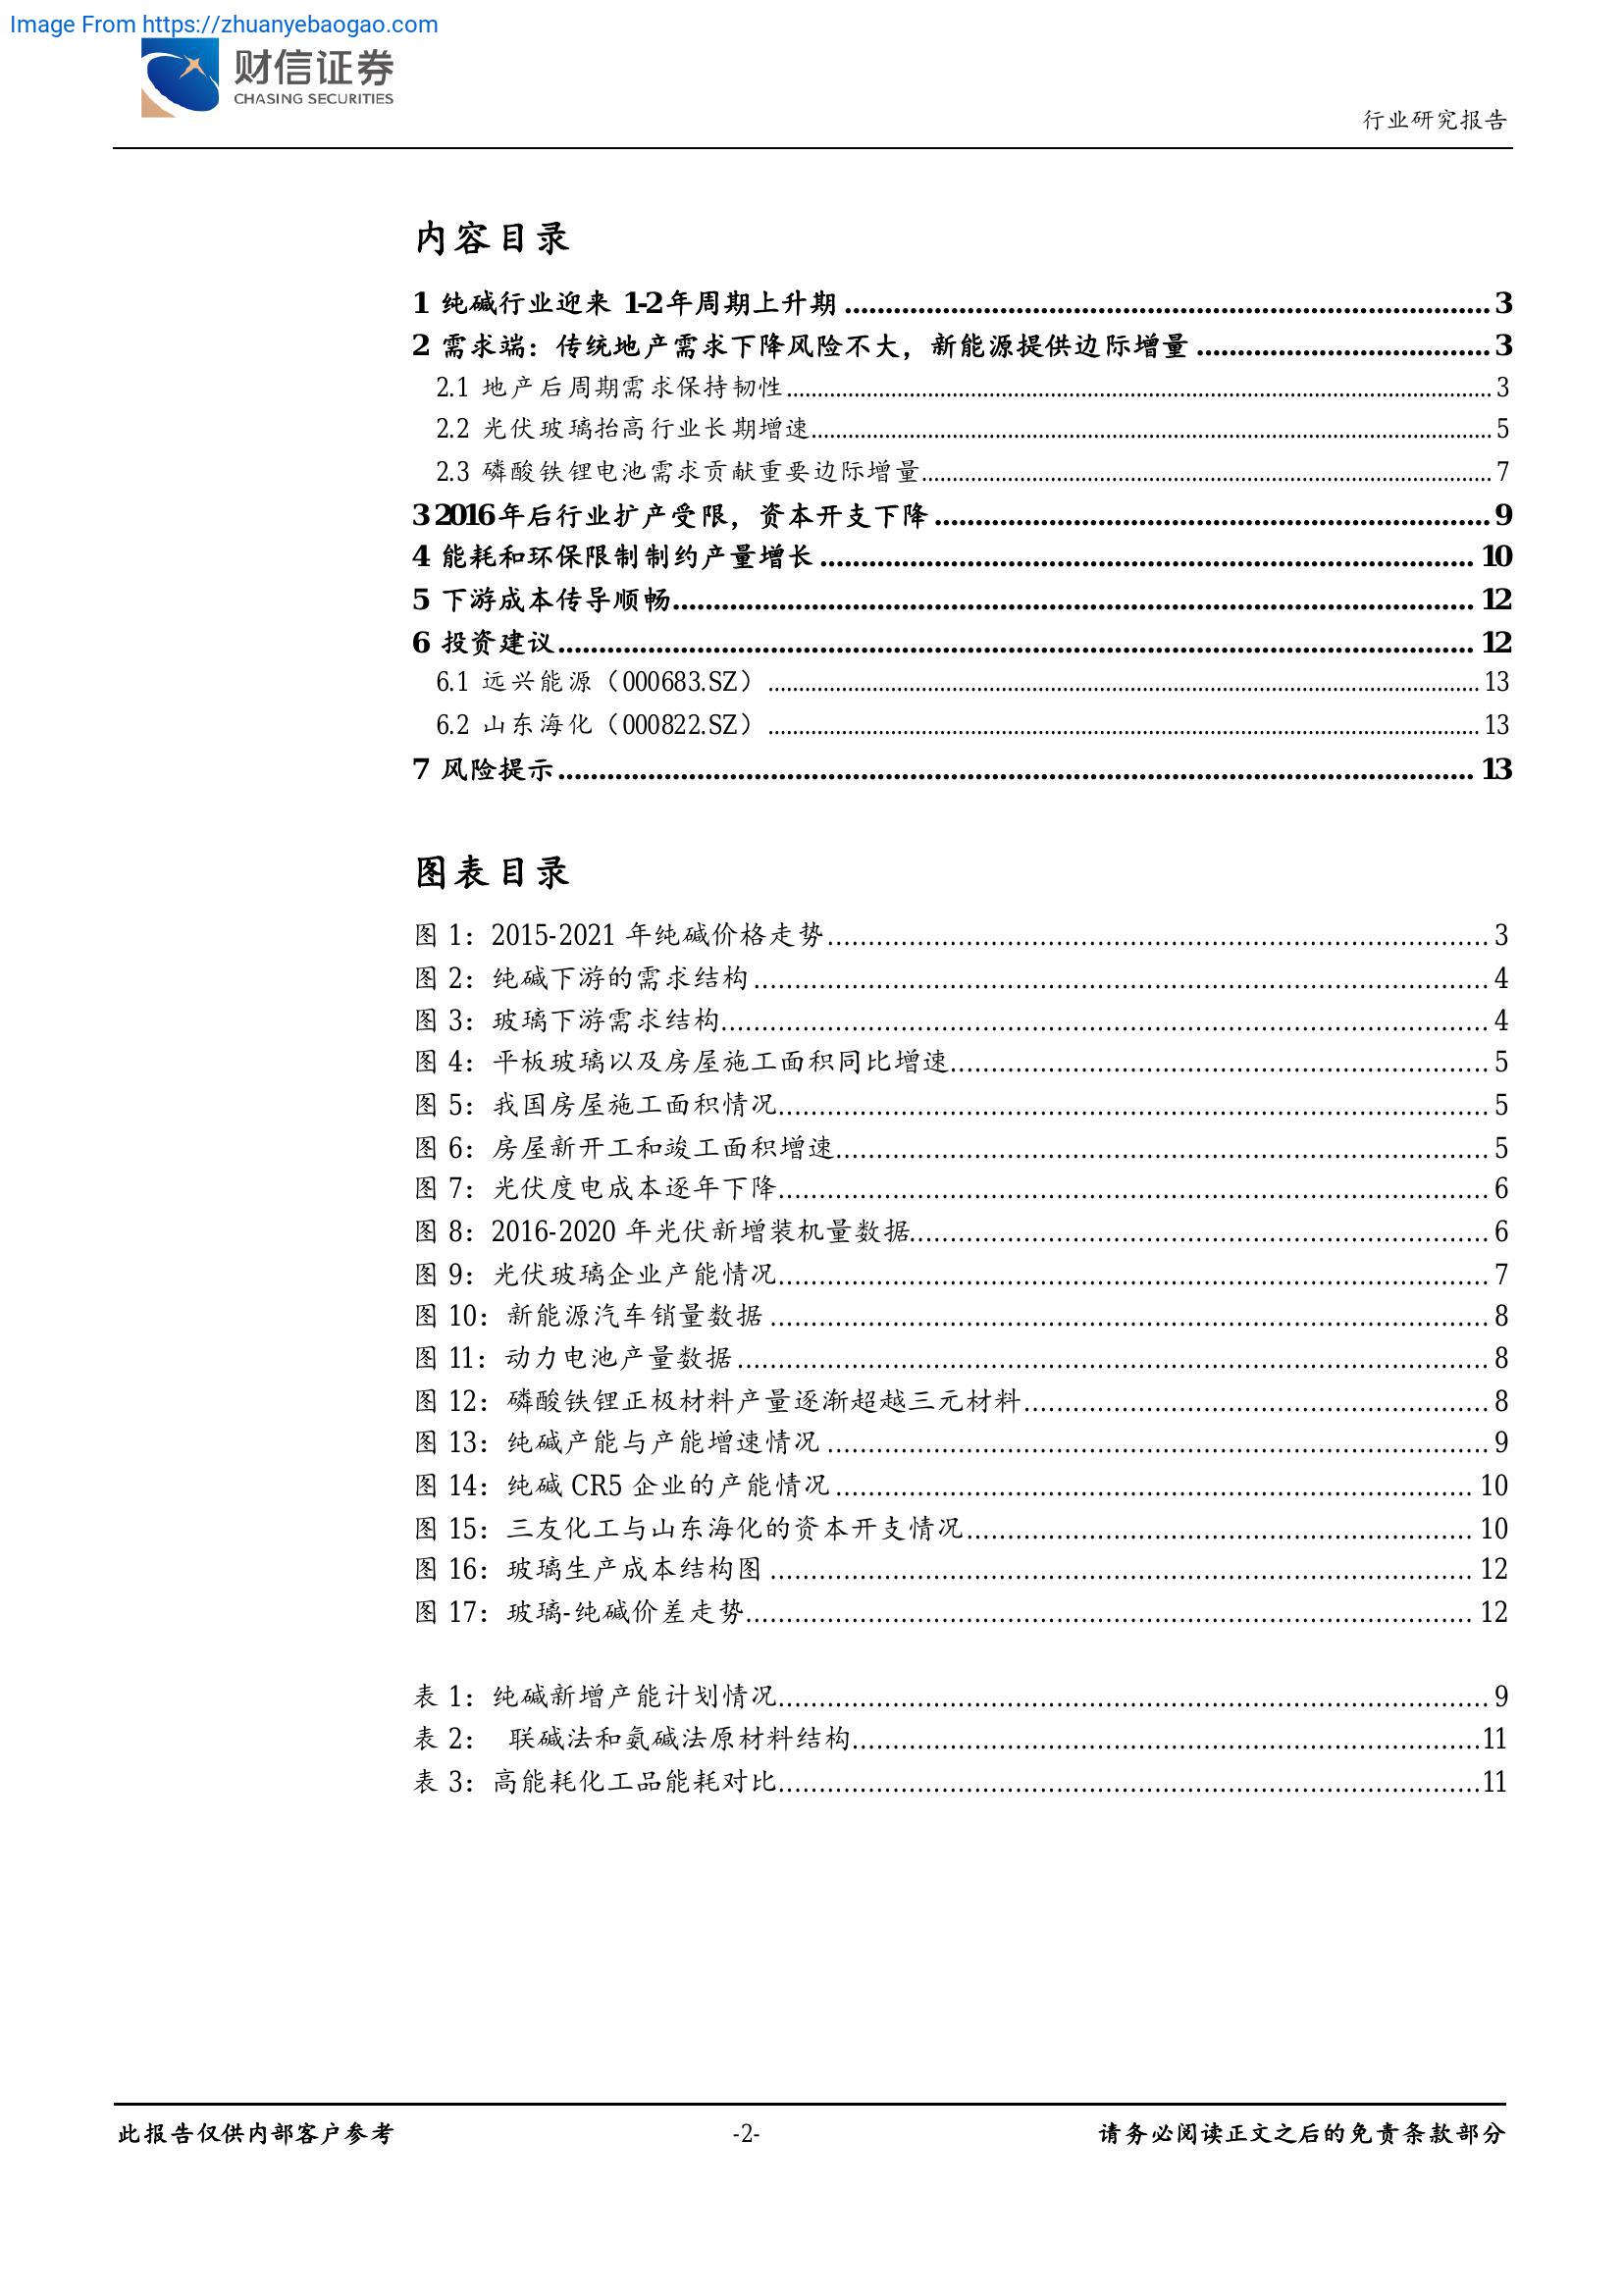 Image From https://zhuanyebaogao.com
财信证券
CHASING SECURITIES
行业研究报告
内容目录
1 纯碱行业迎来 1-2年周期上升期 ........ 3
2 需求端：传统地产需求下降风险不大，新能源提供边际增量 ........ 3
2.1 地产后周期需求保持韧性 ........ 3
2.2 光伏玻璃抬高行业长期增速 ........ 5
2.3 磷酸铁锂电池需求贡献重要边际增量 ........ 7
3 2016年后行业扩产受限，资本开支下降 ........ 9
4 能耗和环保限制制约产量增长 ........ 10
5 下游成本传导顺畅 ........ 12
6 投资建议 ........ 12
6.1 远兴能源（000683.SZ） ........ 13
6.2 山东海化（000822.SZ） ........ 13
7 风险提示 ........ 13
图表目录
图 1：2015-2021 年纯碱价格走势 ........ 3
图 2：纯碱下游的需求结构 ........ 4
图 3：玻璃下游需求结构 ........ 4
图 4：平板玻璃以及房屋施工面积同比增速 ........ 5
图 5：我国房屋施工面积情况 ........ 5
图 6：房屋新开工和竣工面积增速 ........ 5
图 7：光伏度电成本逐年下降 ........ 6
图 8：2016-2020 年光伏新增装机量数据 ........ 6
图 9：光伏玻璃企业产能情况 ........ 7
图 10：新能源汽车销量数据 ........ 8
图 11：动力电池产量数据 ........ 8
图 12：磷酸铁锂正极材料产量逐渐超越三元材料 ........ 8
图 13：纯碱产能与产能增速情况 ........ 9
图 14：纯碱 CR5 企业的产能情况 ........ 10
图 15：三友化工与山东海化的资本开支情况 ........ 10
图 16：玻璃生产成本结构图 ........ 12
图 17：玻璃-纯碱价差走势 ........ 12
表 1：纯碱新增产能计划情况 ........ 9
表 2： 联碱法和氨碱法原材料结构 ........ 11
表 3：高能耗化工品能耗对比 ........ 11
此报告仅供内部客户参考
-2-
请务必阅读正文之后的免责条款部分